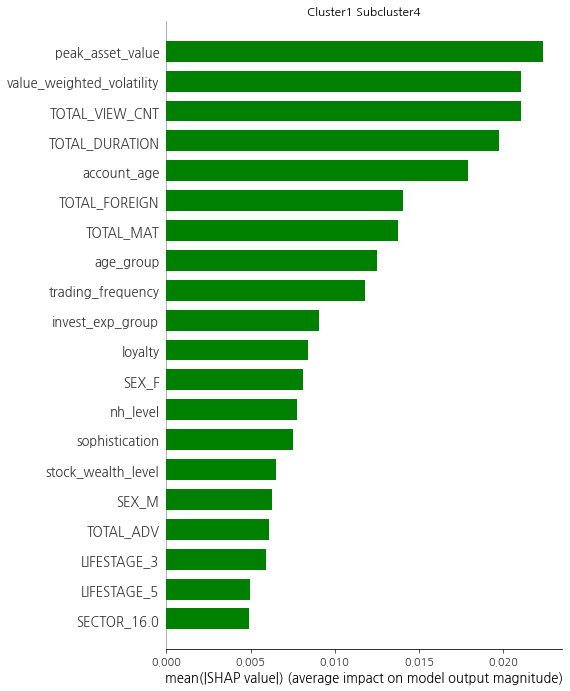 Cluster1 Subcluster4
peak_asset_value
value_weighted_volatility
TOTAL_VIEW_CNT
TOTAL_DURATION
account_age
TOTAL_FOREIGN
TOTAL_MAT
age_group
trading_frequency
invest_exp_group
loyalty
SEX_F
nh_level
sophistication
stock_wealth_level
SEX_M
TOTAL_ADV
LIFESTAGE_3
LIFESTAGE_5
SECTOR_16.0
0.000 0.005 0.010 0.015 0.020
mean(|SHAP value|) (average impact on model output magnitude)